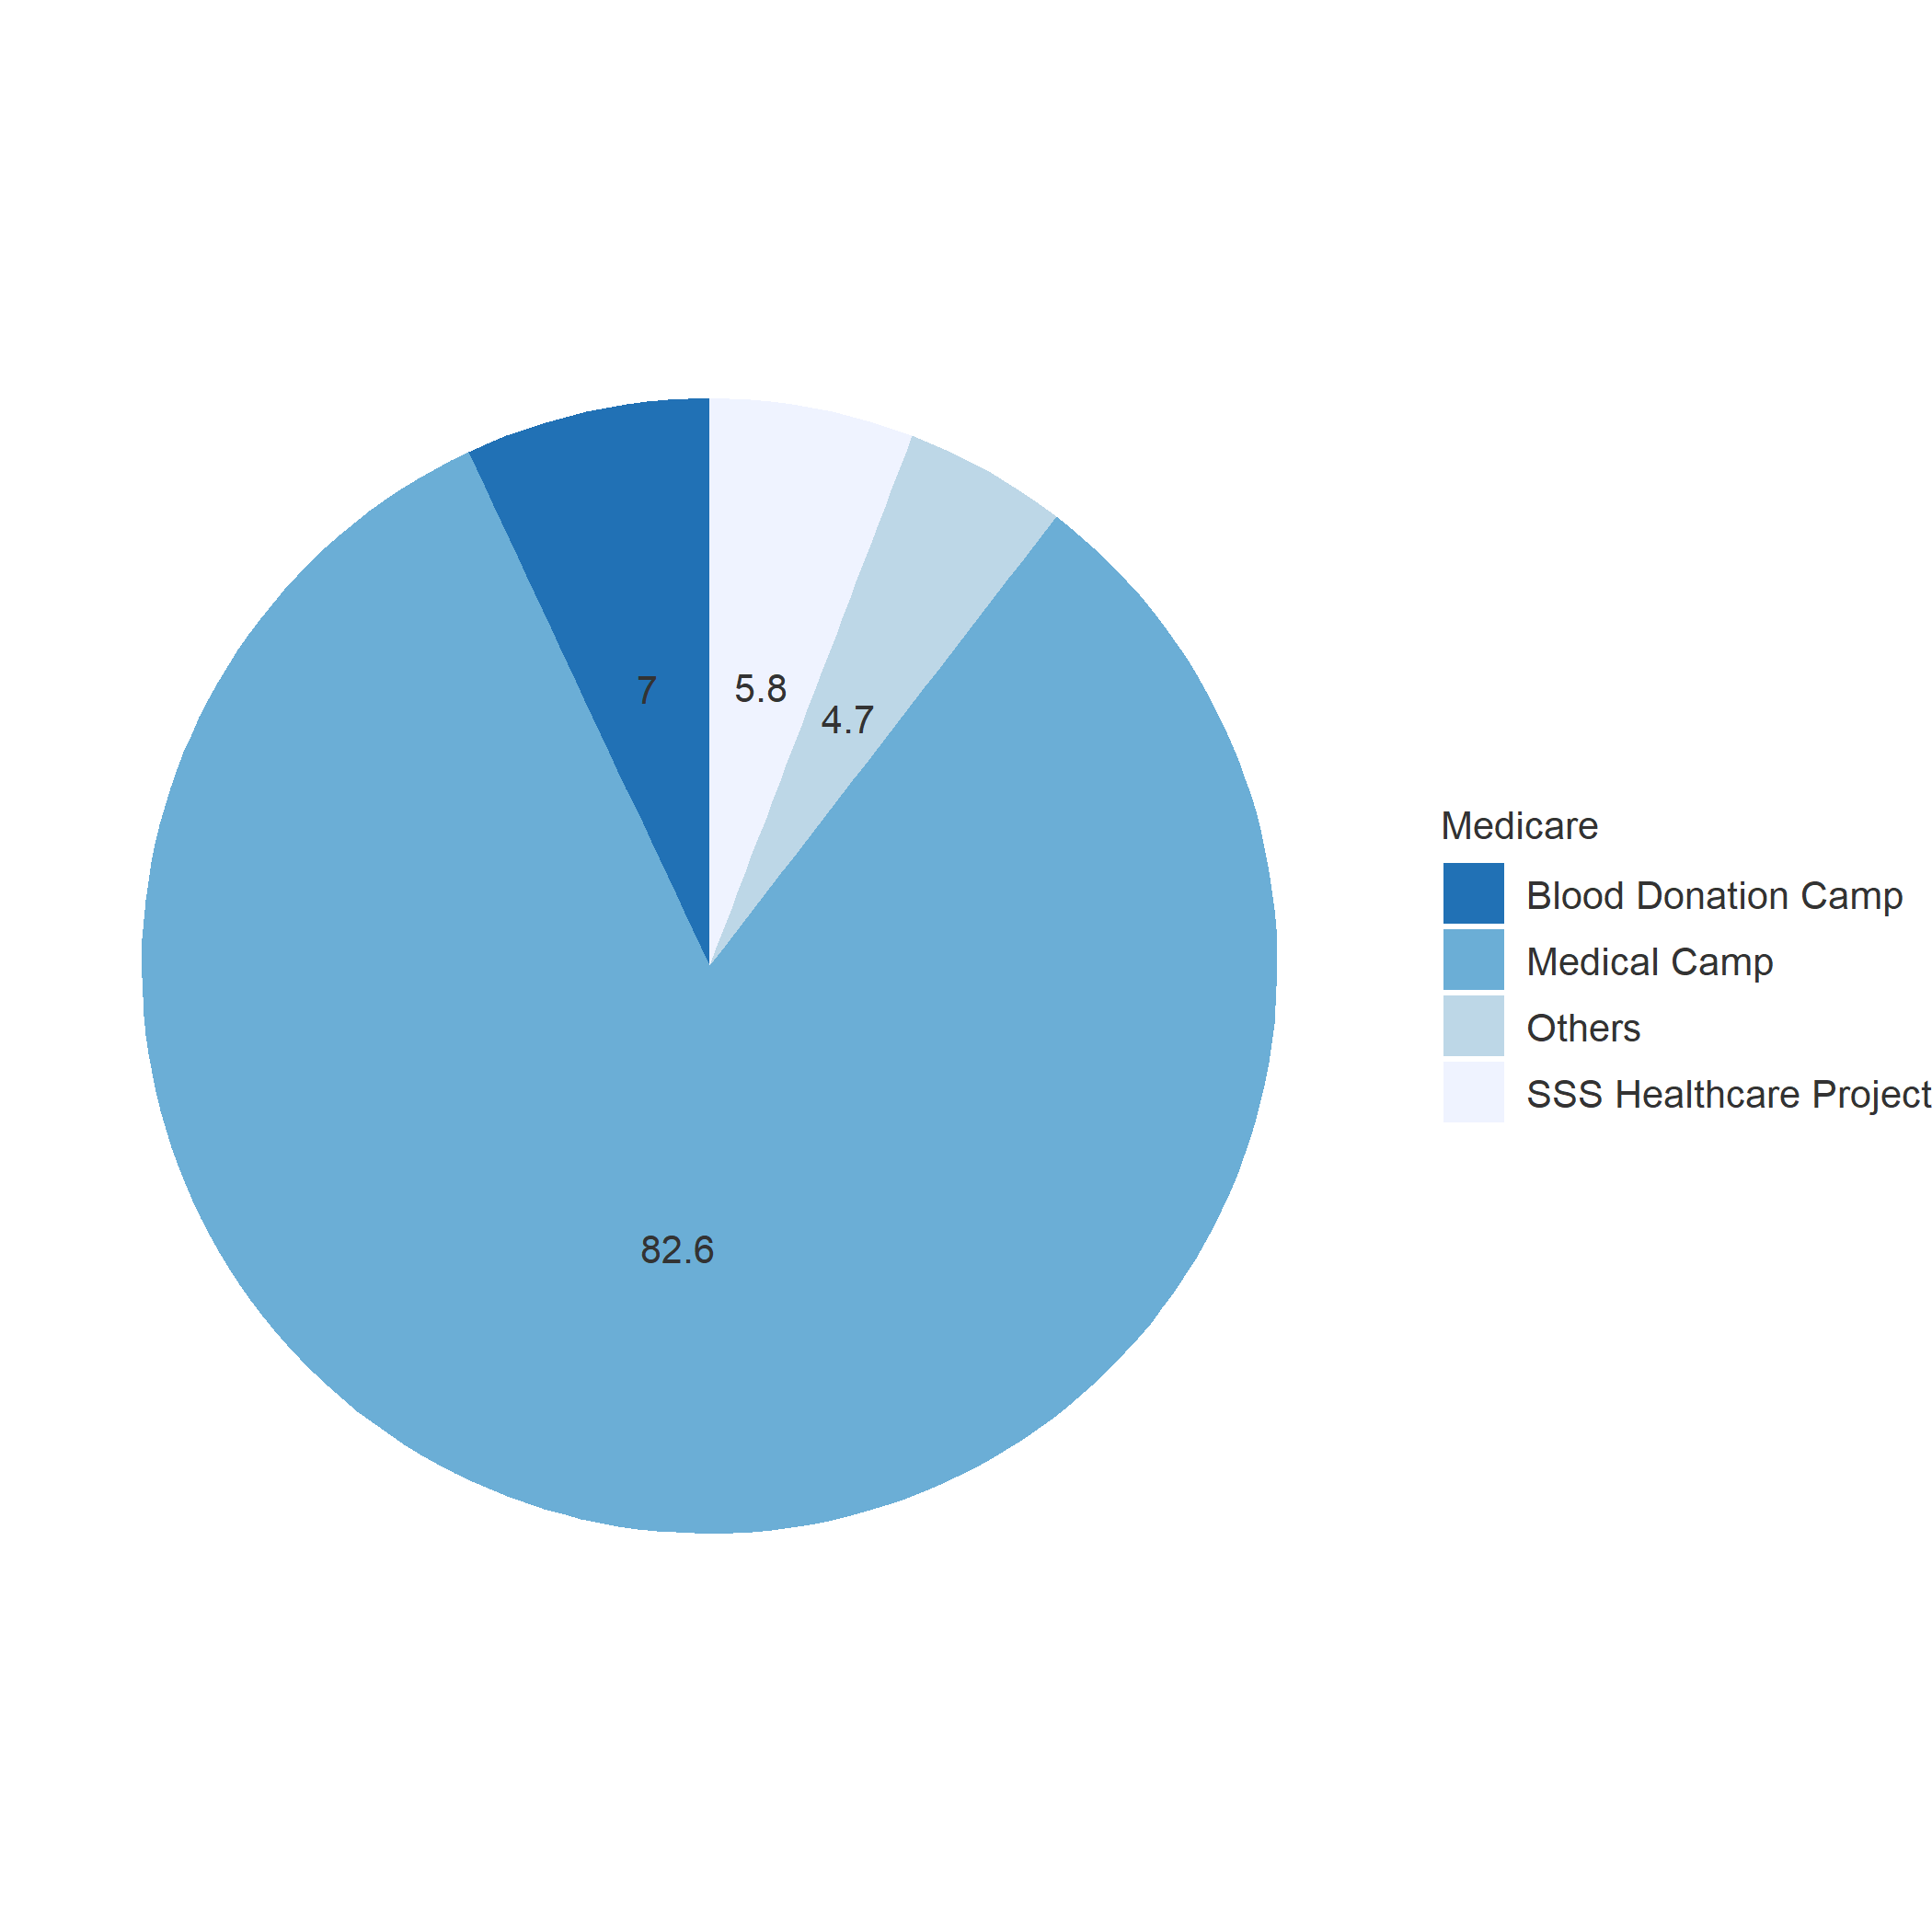 7
5.8
4.7
82.6
Medicare
Blood Donation Camp
Medical Camp
Others
SSS Healthcare Project